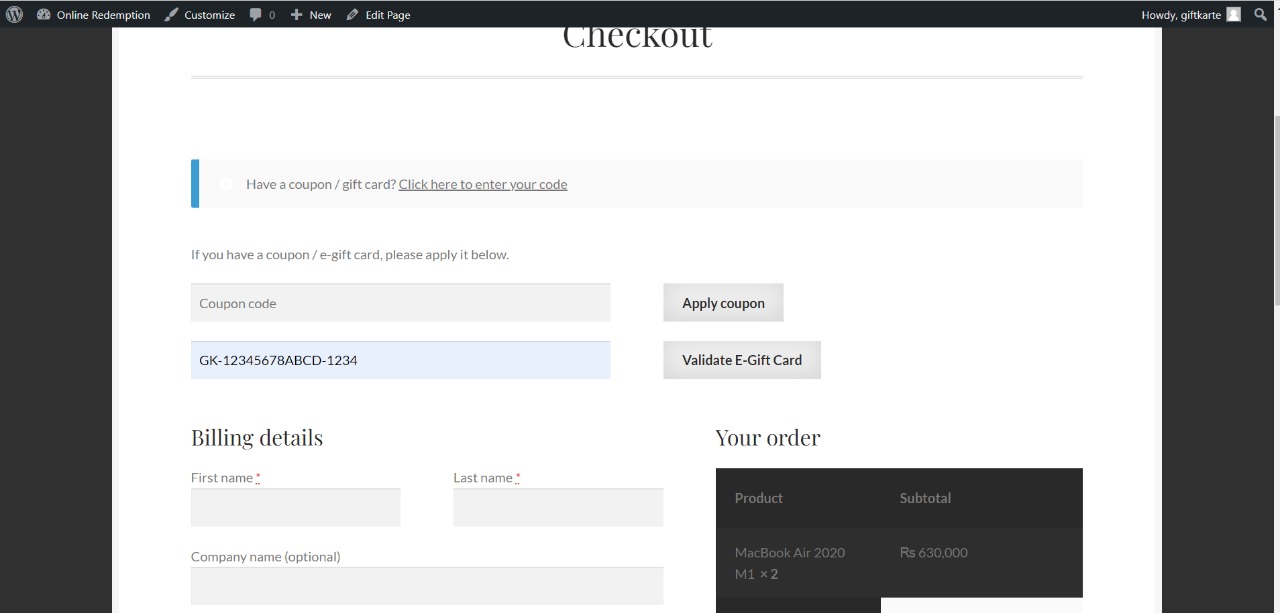 Online Redemption Customize 0 New Edit Page Howdy, giftkarte
Checkout
Have a coupon / gift card? Click here to enter your code
If you have a coupon / e-gift card, please apply it below.
Coupon code Apply coupon
GK-12345678ABCD-1234 Validate E-Gift Card
Billing details Your order
First name * Last name *
Product Subtotal
MacBook Air 2020 ₨ 630,000
Company name (optional)
M1 × 2